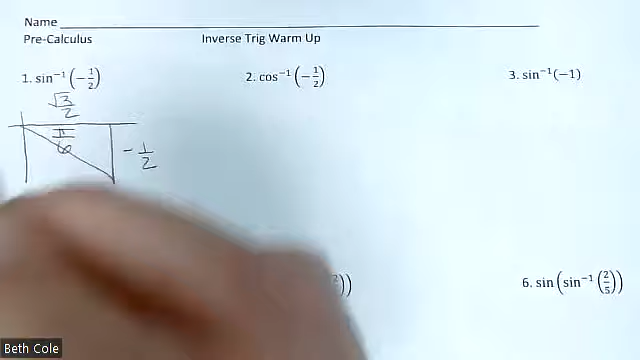 Name
Pre-Calculus Inverse Trig Warm Up
1. sin⁻¹(-1/2) 2. cos⁻¹(-1/2) 3. sin⁻¹(-1)
√3/2
π/6
-1/2
6. sin(sin⁻¹(2/5))
Beth Cole